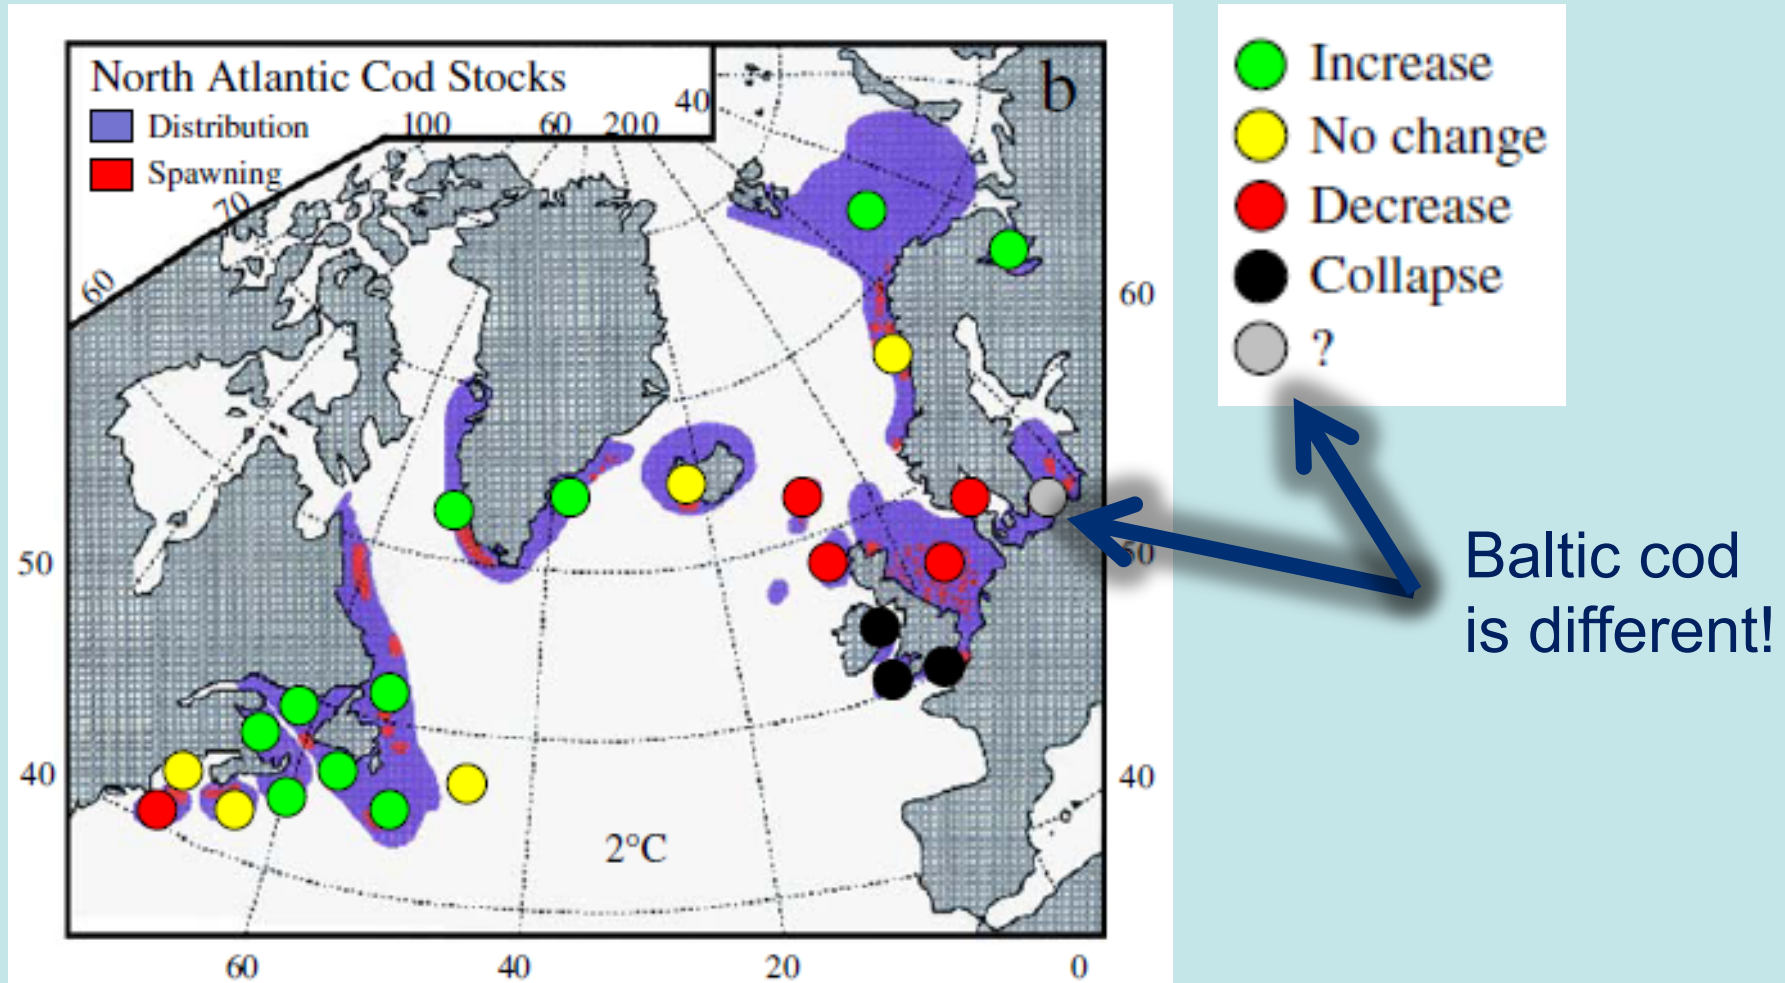 North Atlantic Cod Stocks
Distribution
Spawning
b
100
60
200
40
70
60
60
50
50
40
40
2°C
60
40
20
0
Increase
No change
Decrease
Collapse
?
Baltic cod
is different!